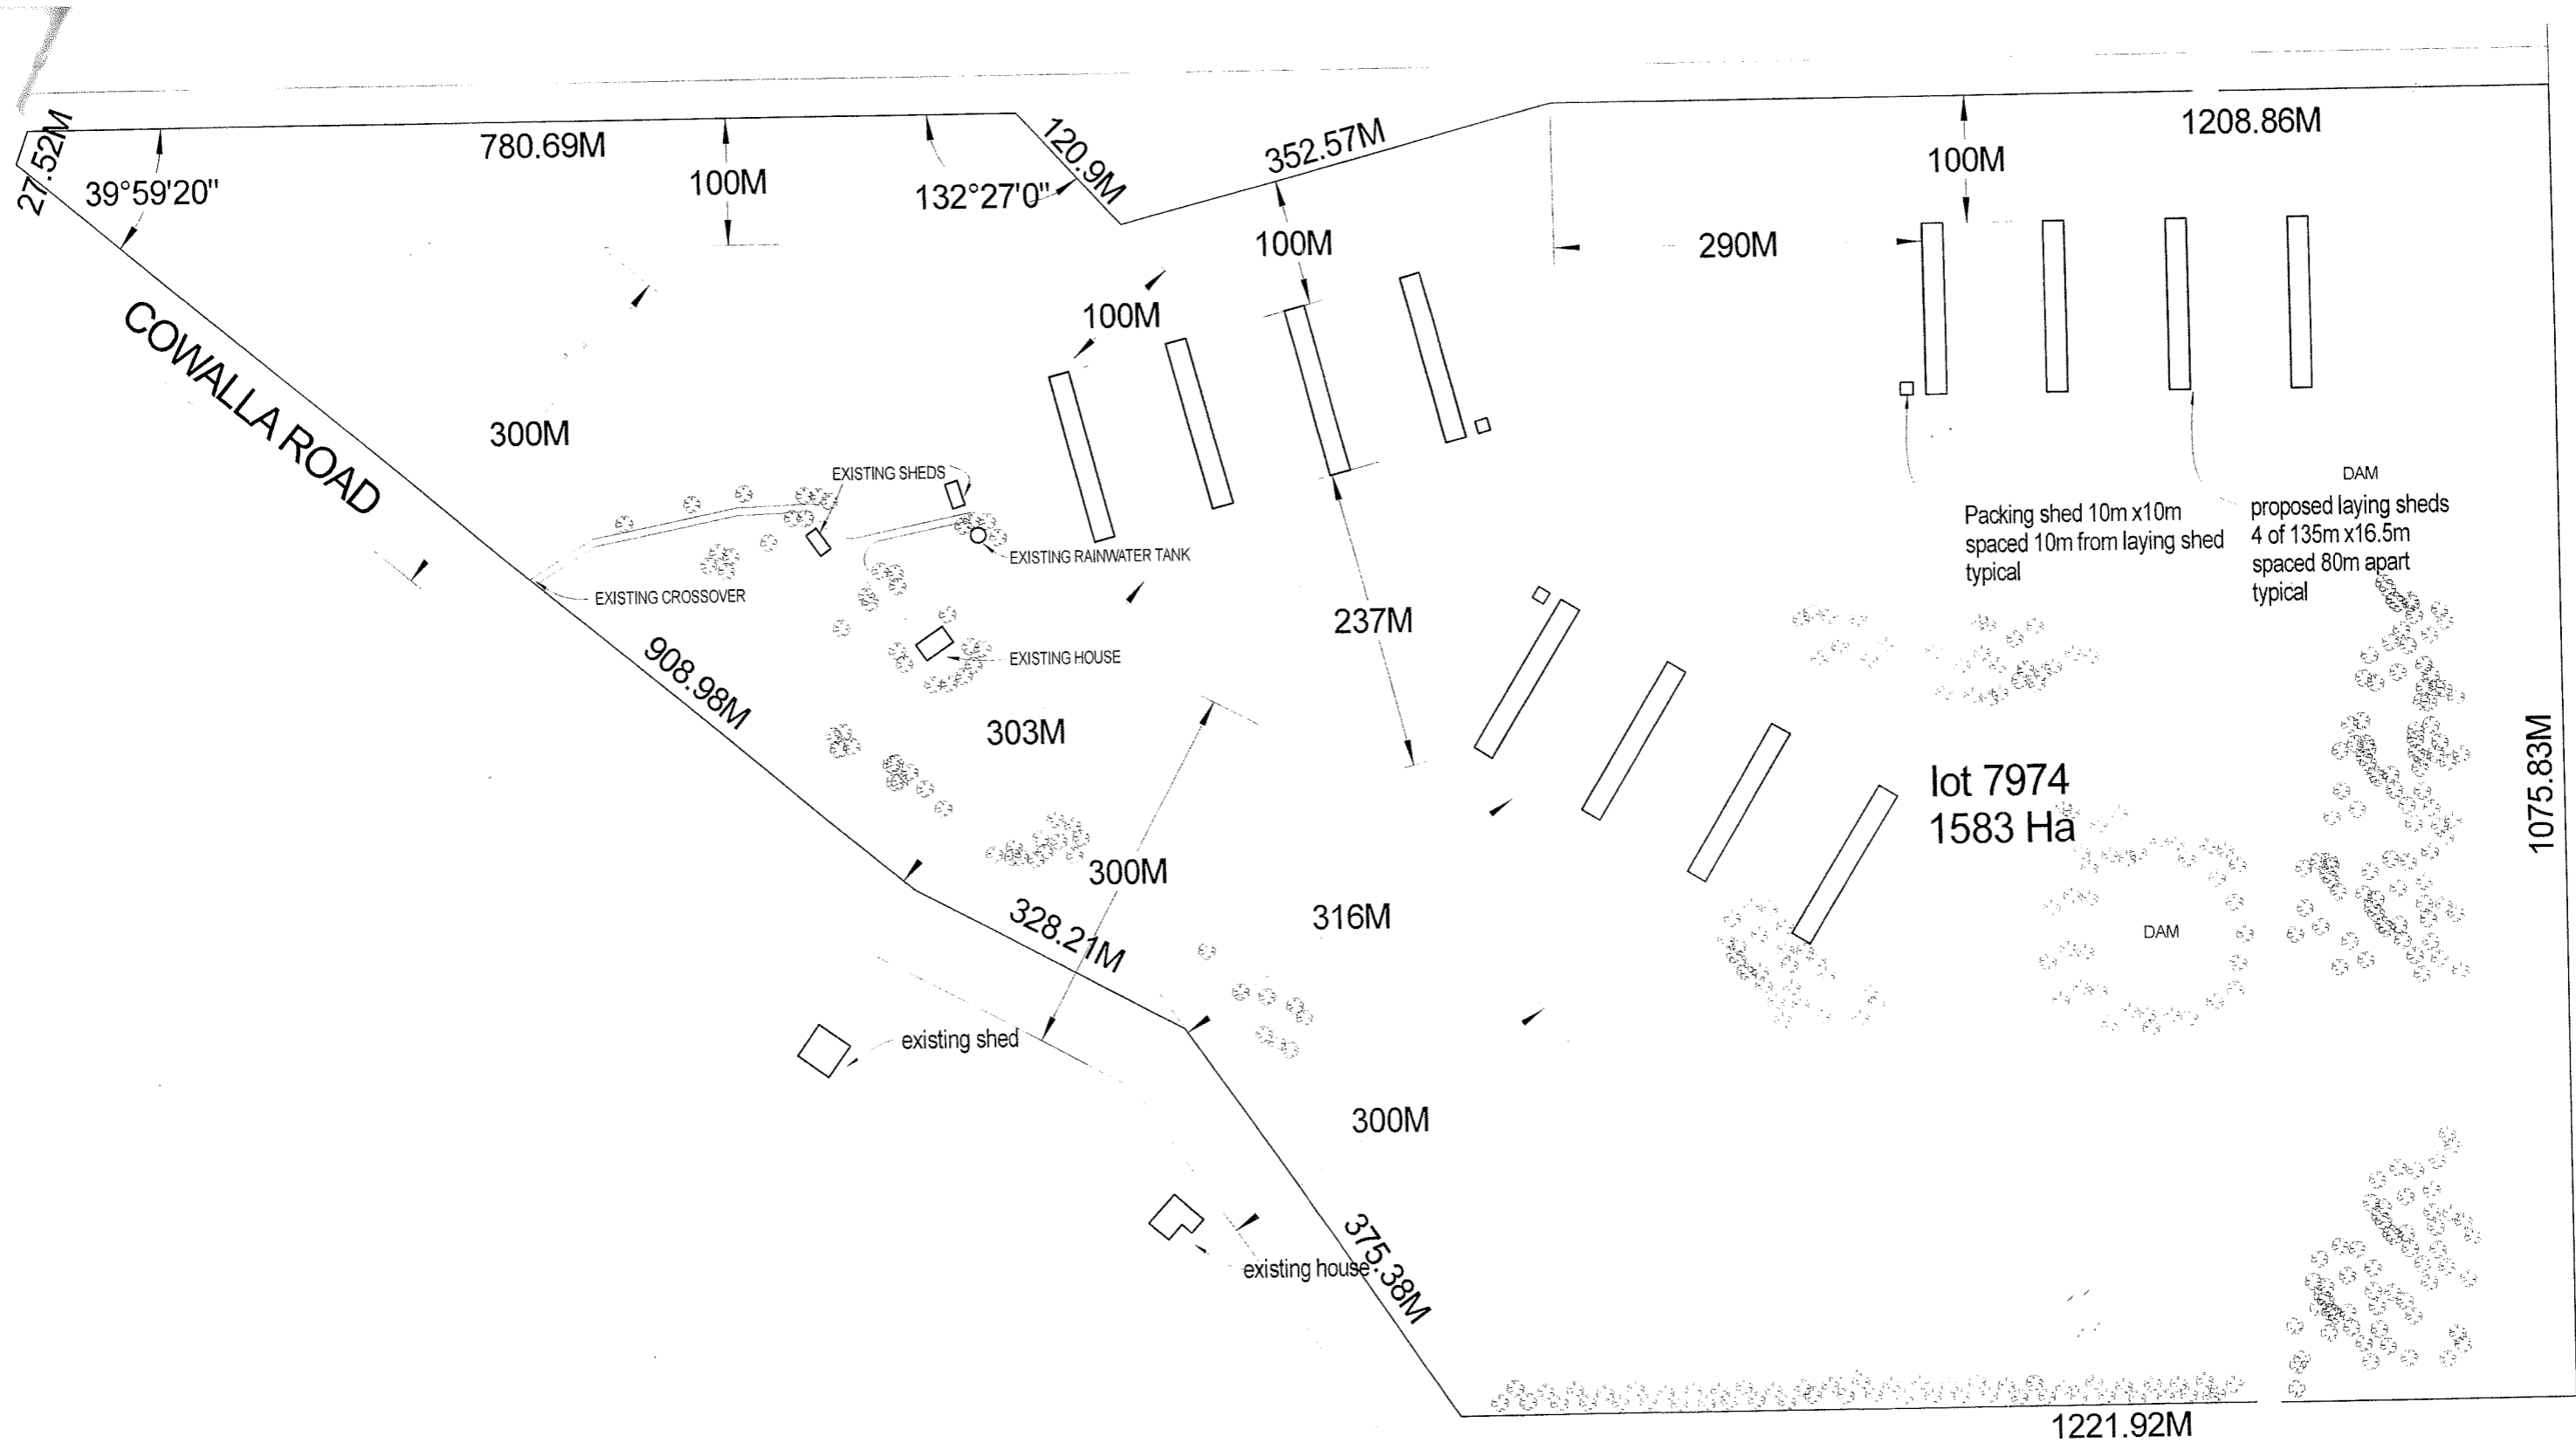 27.52M
39°59'20"
780.69M
100M
132°27'0"
120.9M
352.57M
100M
290M
100M
1208.86M
COWALLA ROAD
300M
100M
EXISTING SHEDS
EXISTING RAINWATER TANK
EXISTING CROSSOVER
EXISTING HOUSE
908.98M
303M
237M
Packing shed 10m x10m
spaced 10m from laying shed
typical
DAM
proposed laying sheds
4 of 135m x16.5m
spaced 80m apart
typical
lot 7974
1583 Ha
1075.83M
300M
328.21M
316M
DAM
existing shed
300M
existing house
375.38M
1221.92M